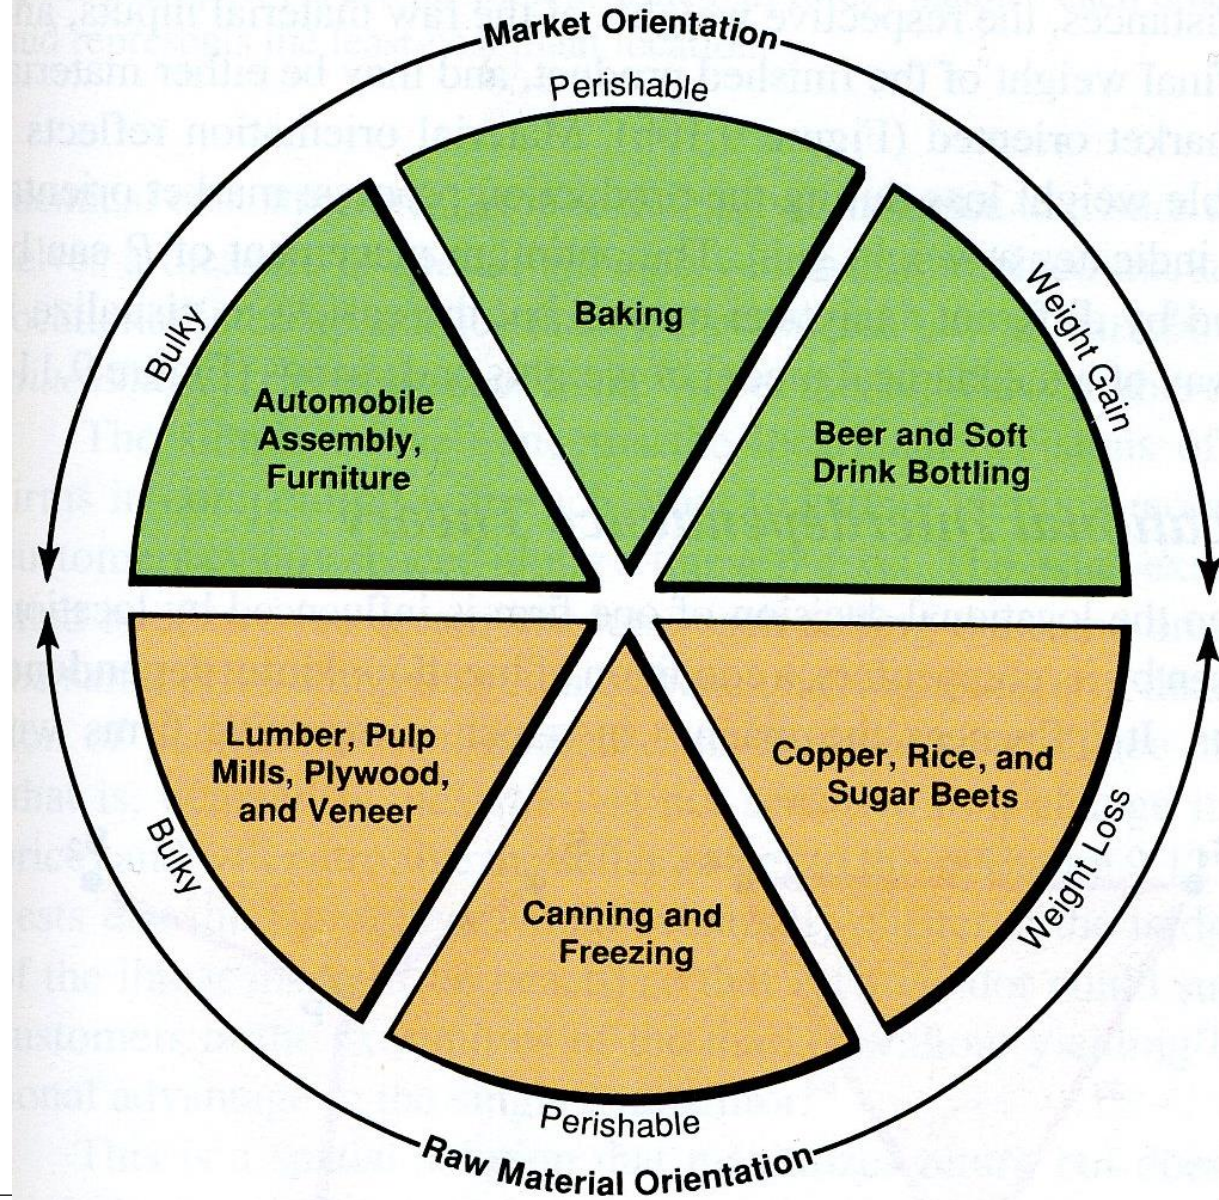 Market Orientation
Perishable
Bulky
Weight Gain
Baking
Automobile
Assembly,
Furniture
Beer and Soft
Drink Bottling
Lumber, Pulp
Mills, Plywood,
and Veneer
Copper, Rice, and
Sugar Beets
Canning and
Freezing
Bulky
Weight Loss
Perishable
Raw Material Orientation